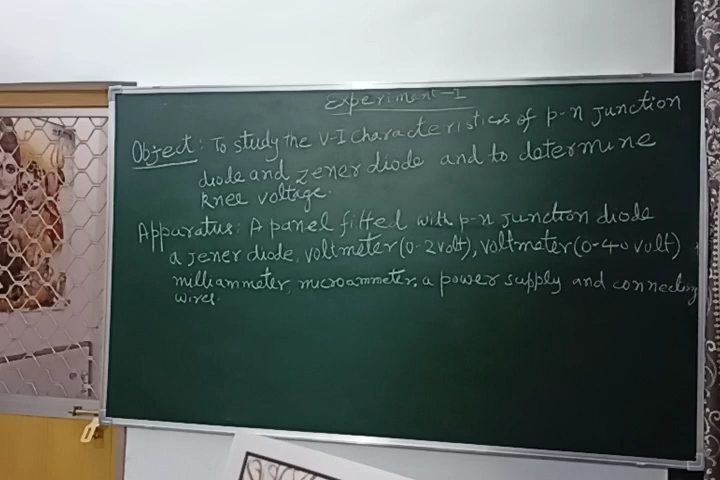 Experiment-I
Object: To study the V-I characteristics of p-n junction
diode and zener diode and to determine
knee voltage.
Apparatus: A panel fitted with p-n junction diode
a jener diode, voltmeter (0-2volt), voltmeter (0-40 volt)
milliammeter, microammeter, a power supply and connecting
wires.